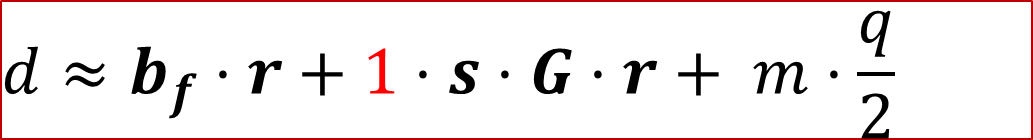 d ≈ b_f · r + 1 · s · G · r + m · q/2